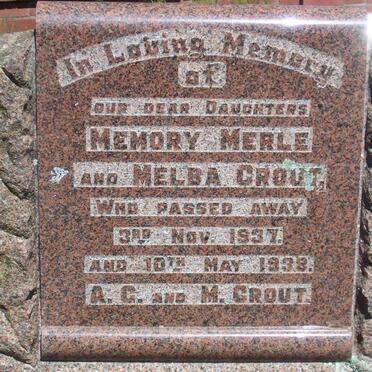 In Loving Memory
of
OUR DEAR DAUGHTERS
MEMORY MERLE
AND MELBA CROUT,
WHO PASSED AWAY
3RD NOV. 1937.
AND 10TH MAY 1939.
A. C. AND M. CROUT.